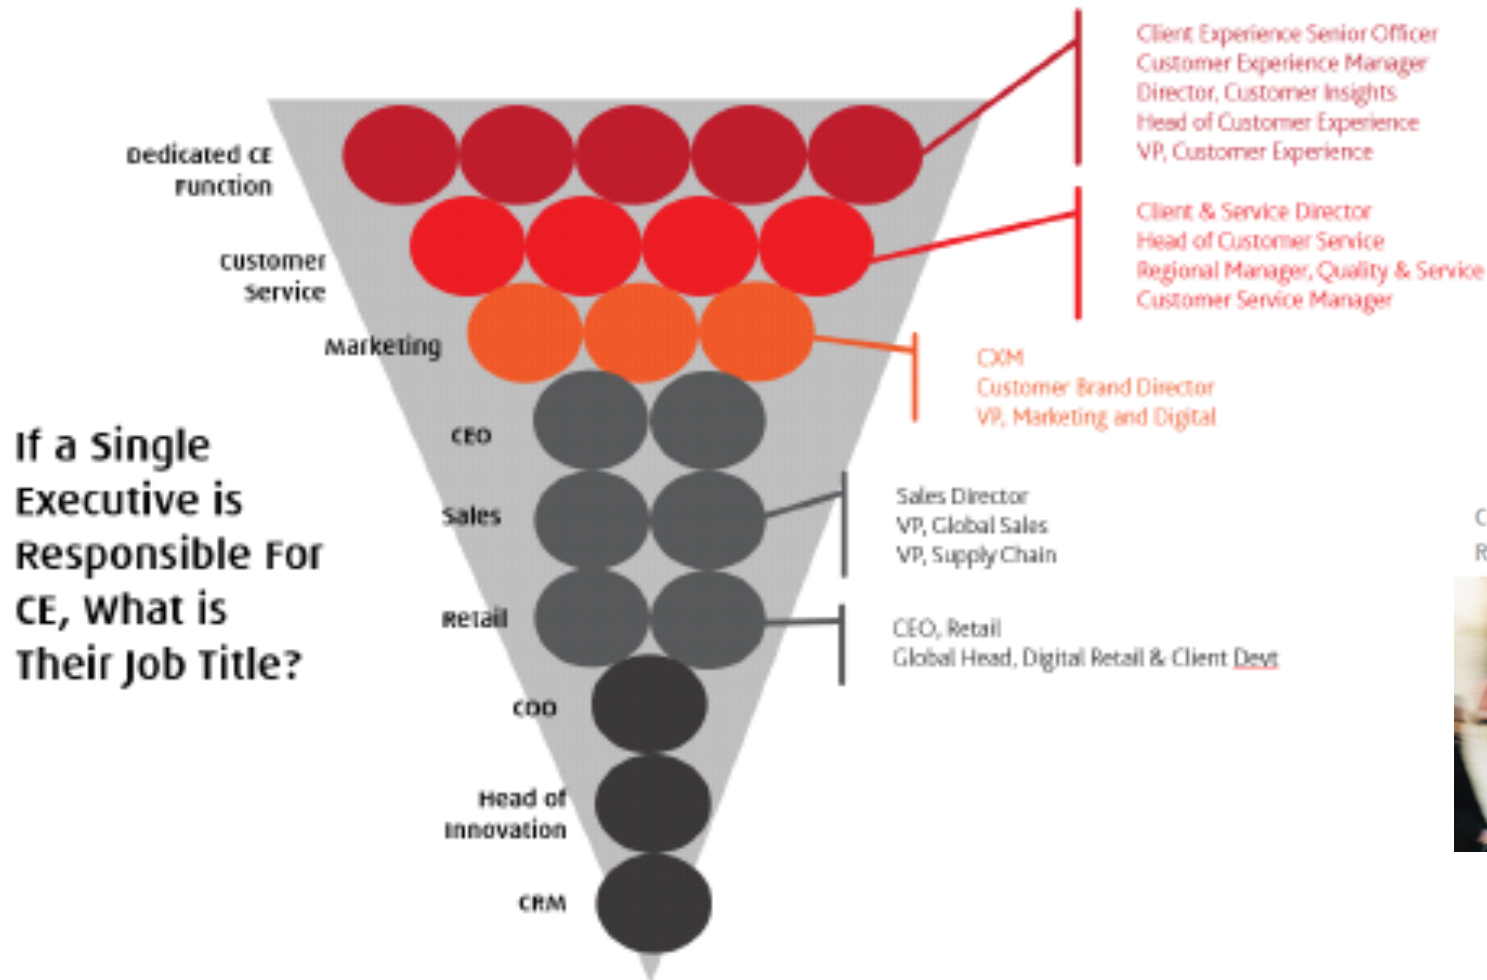 Dedicated CE
Function
Customer
Service
Marketing
CEO
Sales
Retail
COO
Head of
Innovation
CRM
If a Single
Executive is
Responsible For
CE, What is
Their Job Title?
Client Experience Senior Officer
Customer Experience Manager
Director, Customer Insights
Head of Customer Experience
VP, Customer Experience
Client & Service Director
Head of Customer Service
Regional Manager, Quality & Service
Customer Service Manager
CXM
Customer Brand Director
VP, Marketing and Digital
Sales Director
VP, Global Sales
VP, Supply Chain
CEO, Retail
Global Head, Digital Retail & Client Devt
C
R